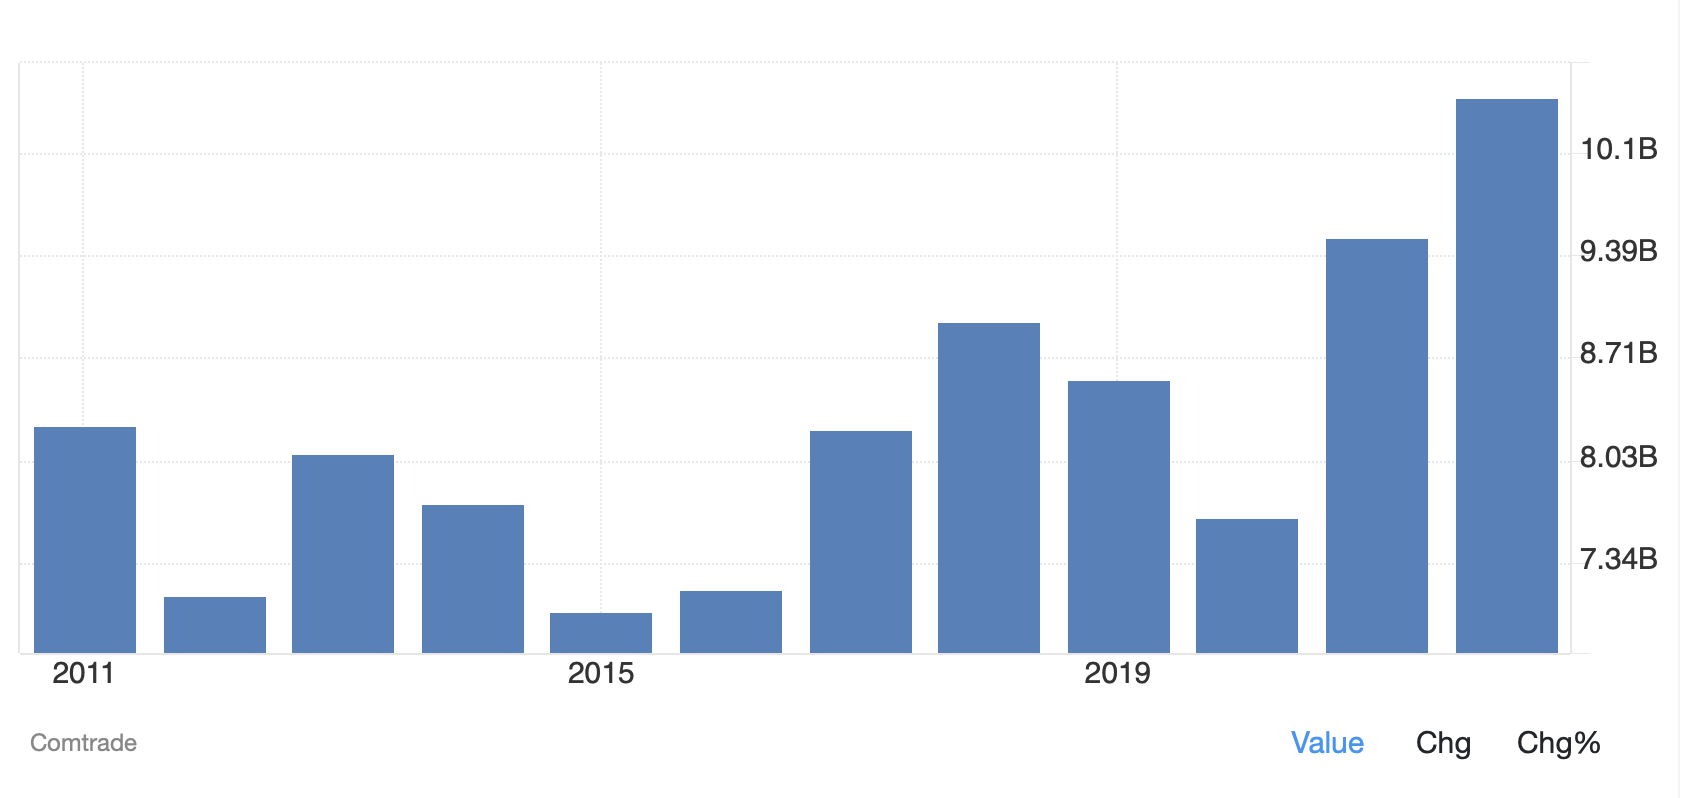 10.1B
9.39B
8.71B
8.03B
7.34B
2011 2015 2019
Comtrade Value Chg Chg%